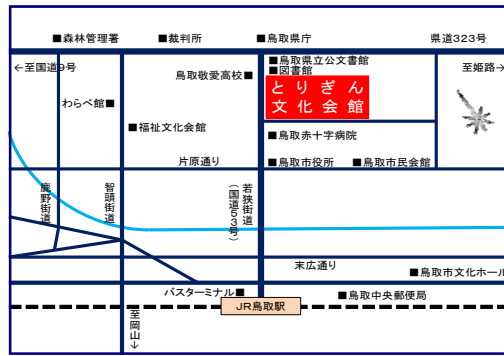 ■森林管理署
■裁判所
■鳥取県庁
県道323号
←至国道9号
鳥取敬愛高校■
■鳥取県立公文書館
■図書館
至姫路→
とりぎん
文化会館
わらべ館■
■福祉文化会館
■鳥取赤十字病院
片原通り
■鳥取市役所
■鳥取市民会館
鹿野街道
智頭街道
若狭街道
(国道53号)
末広通り
■鳥取市文化ホール
バスターミナル■
■鳥取中央郵便局
JR鳥取駅
至岡山→